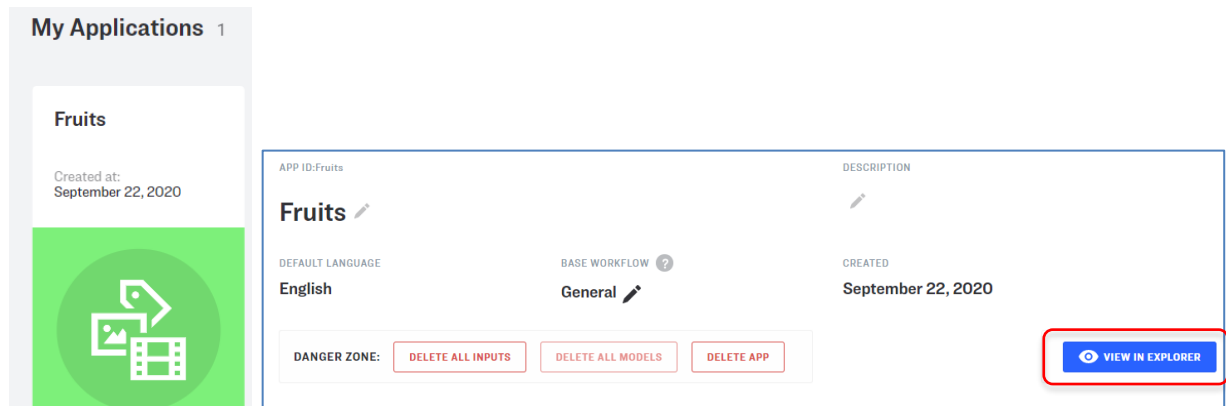 My Applications 1
Fruits
Created at:
September 22, 2020
APP ID:Fruits
DESCRIPTION
Fruits
DEFAULT LANGUAGE
BASE WORKFLOW ?
CREATED
English
General
September 22, 2020
DANGER ZONE: DELETE ALL INPUTS DELETE ALL MODELS DELETE APP
VIEW IN EXPLORER